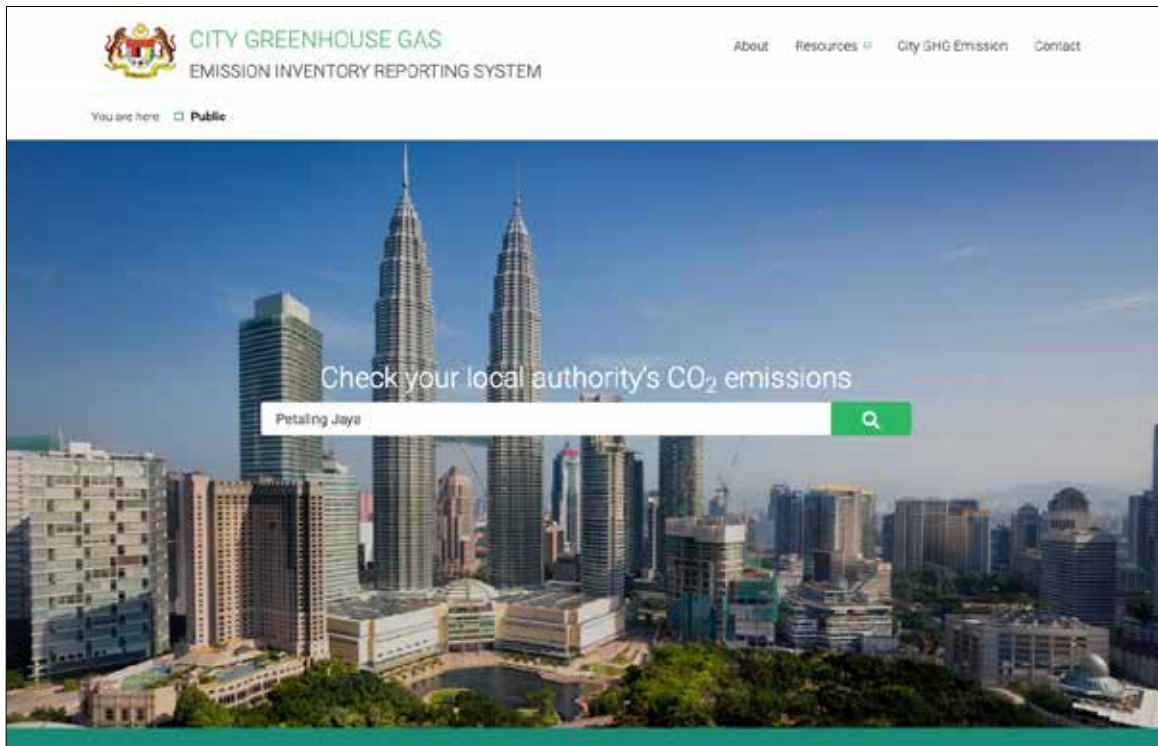 CITY GREENHOUSE GAS
EMISSION INVENTORY REPORTING SYSTEM
About Resources City GHG Emission Contact
You are here Public
Check your local authority's CO₂ emissions
Petaling Jaya